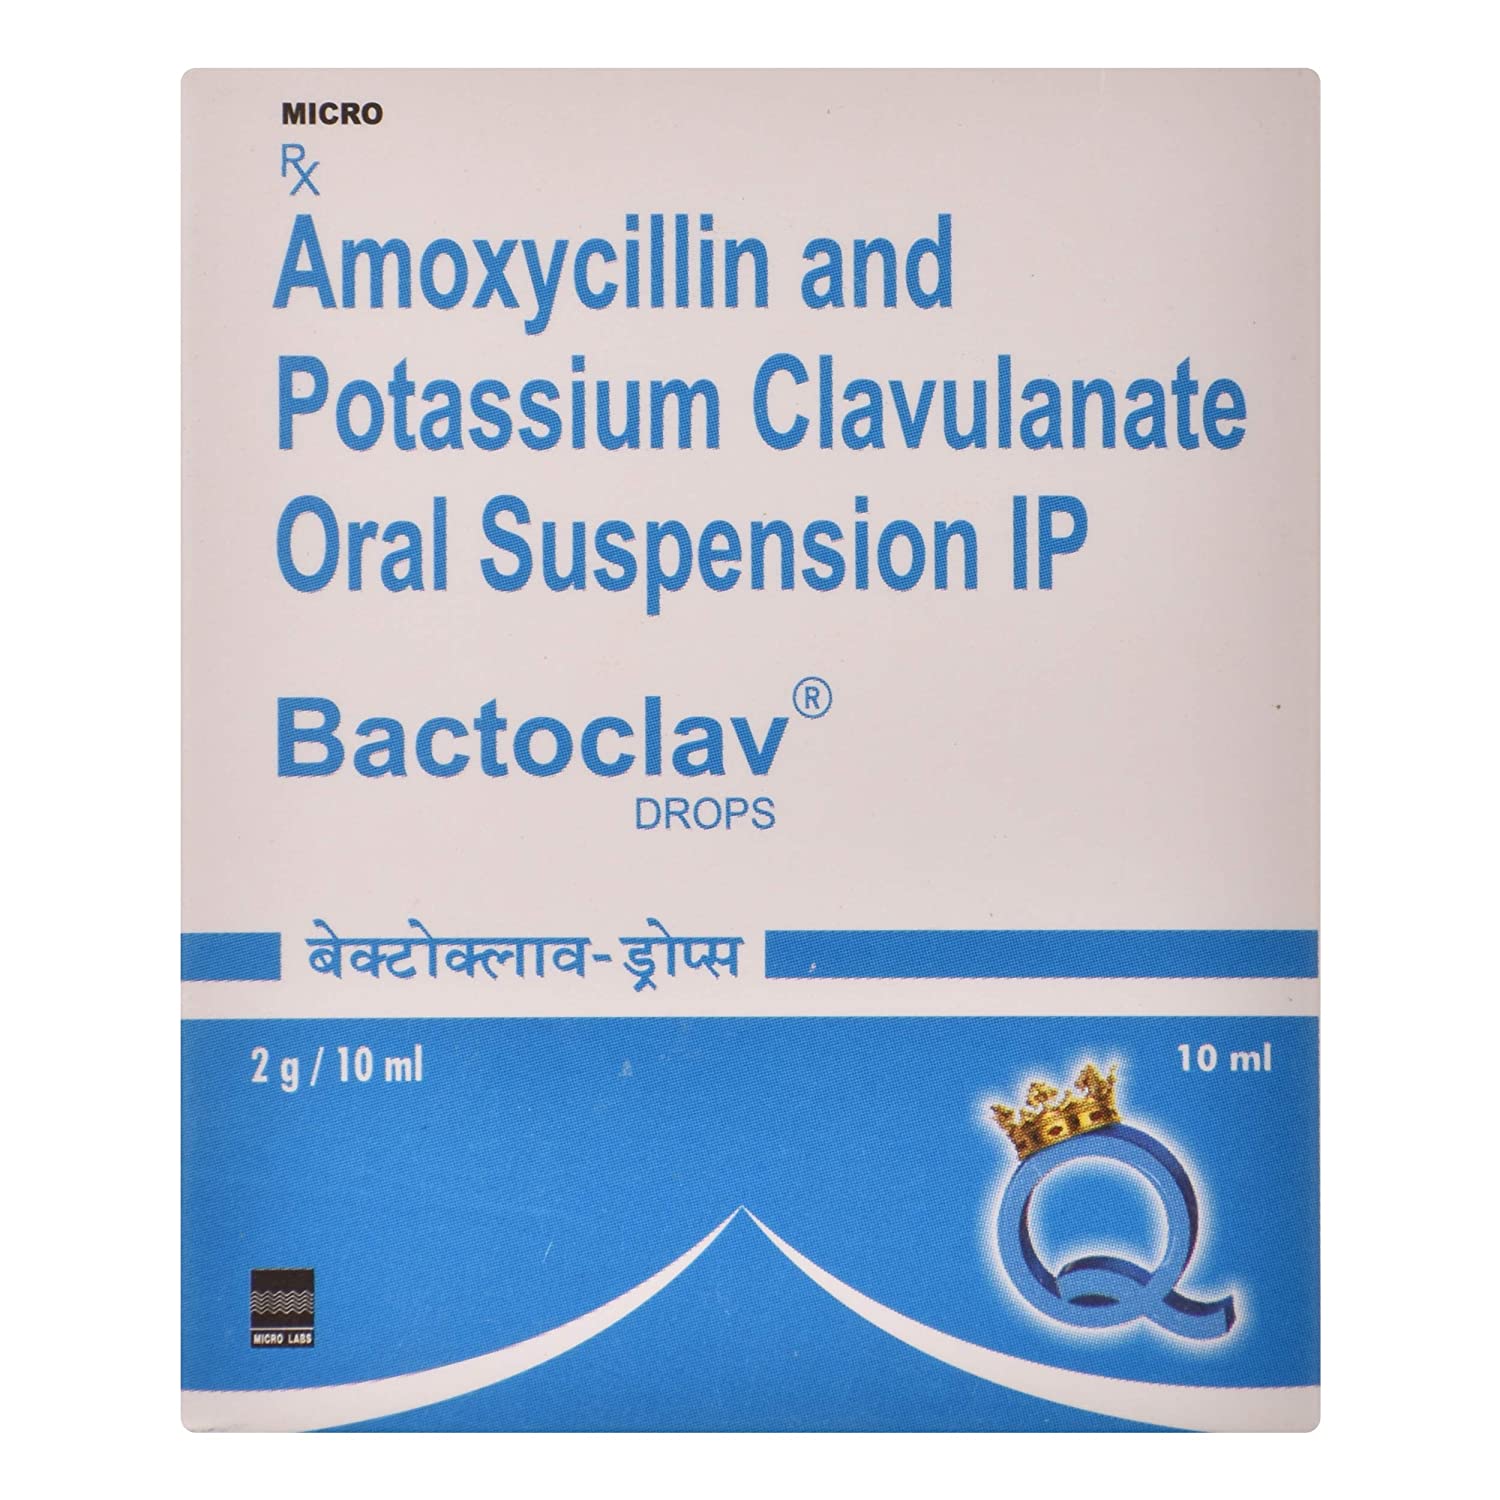 MICRO
Rx
Amoxycillin and
Potassium Clavulanate
Oral Suspension IP
Bactoclav®
DROPS
बेक्टोक्लाव-ड्रोप्स
2 g / 10 ml
10 ml
Q
MICRO LABS